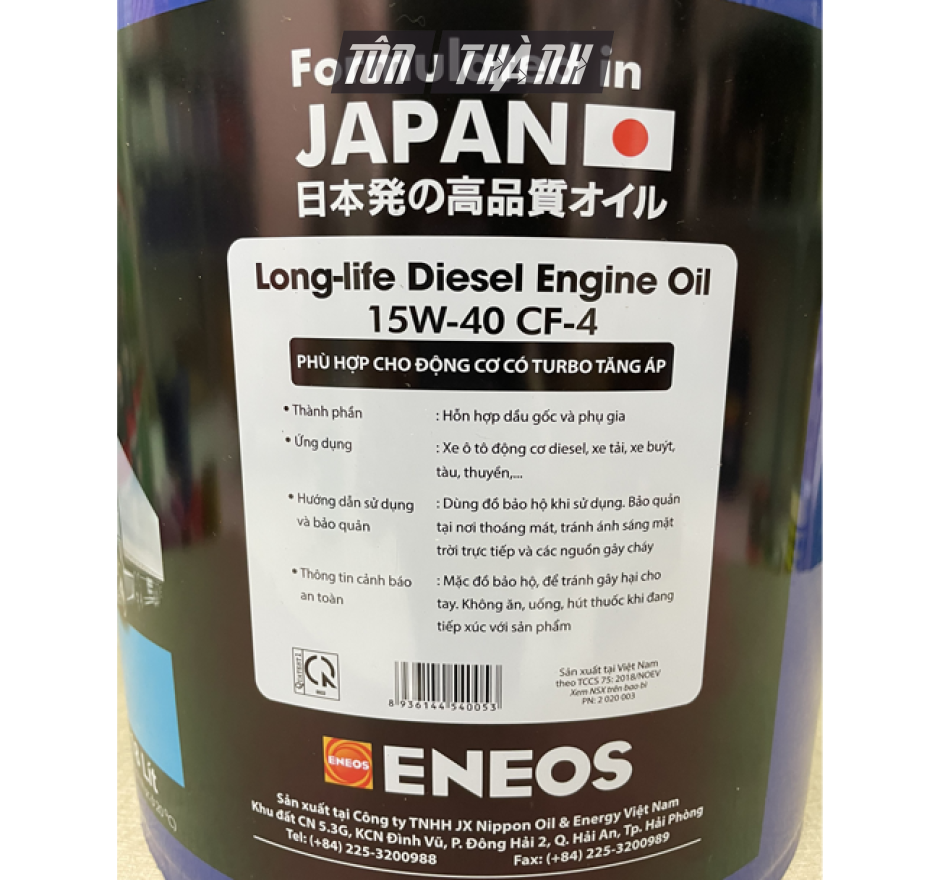 TÔN THÀNH
Formulated in
JAPAN
日本発の高品質オイル
Long-life Diesel Engine Oil
15W-40 CF-4
PHÙ HỢP CHO ĐỘNG CƠ CÓ TURBO TĂNG ÁP
• Thành phần : Hỗn hợp dầu gốc và phụ gia
• Ứng dụng : Xe ô tô động cơ diesel, xe tải, xe buýt,
tàu, thuyền,...
• Hướng dẫn sử dụng : Dùng đồ bảo hộ khi sử dụng. Bảo quản
và bảo quản tại nơi thoáng mát, tránh ánh sáng mặt
trời trực tiếp và các nguồn gây cháy
• Thông tin cảnh báo : Mặc đồ bảo hộ, để tránh gây hại cho
an toàn tay. Không ăn, uống, hút thuốc khi đang
tiếp xúc với sản phẩm
Sản xuất tại Việt Nam
theo TCCS 75: 2018/NOEV
Xem NSX trên bao bì
PN: 2 020 003
8 936144 540053
ENEOS
ENEOS
8 Lít
Sản xuất tại Công ty TNHH JX Nippon Oil & Energy Việt Nam
Khu đất CN 5.3G, KCN Đình Vũ, P. Đông Hải 2, Q. Hải An, Tp. Hải Phòng
Tel: (+84) 225-3200988 Fax: (+84) 225-3200989